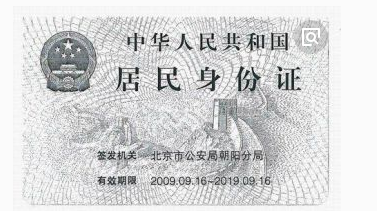 中华人民共和国
居民身份证
签发机关 北京市公安局朝阳分局
有效期限 2009.09.16-2019.09.16